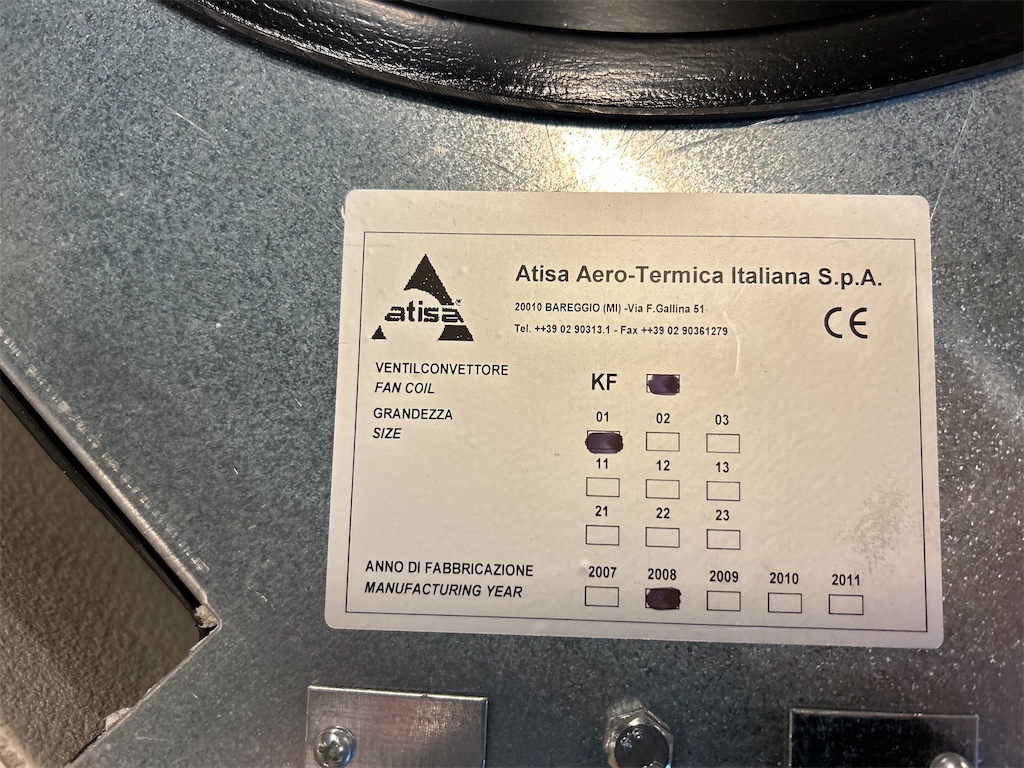 atisa
Atisa Aero-Termica Italiana S.p.A.
20010 BAREGGIO (MI) -Via F.Gallina 51
Tel. ++39 02 90313.1 - Fax ++39 02 90361279
CE
VENTILCONVETTORE
FAN COIL
KF
GRANDEZZA
SIZE
01 02 03
11 12 13
21 22 23
ANNO DI FABBRICAZIONE
MANUFACTURING YEAR
2007 2008 2009 2010 2011